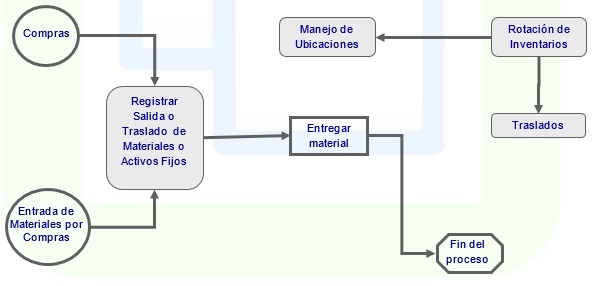 Compras
Manejo de
Ubicaciones
Rotación de
Inventarios
Registrar
Salida o
Traslado de
Materiales o
Activos Fijos
Entregar
material
Traslados
Entrada de
Materiales por
Compras
Fin del
proceso